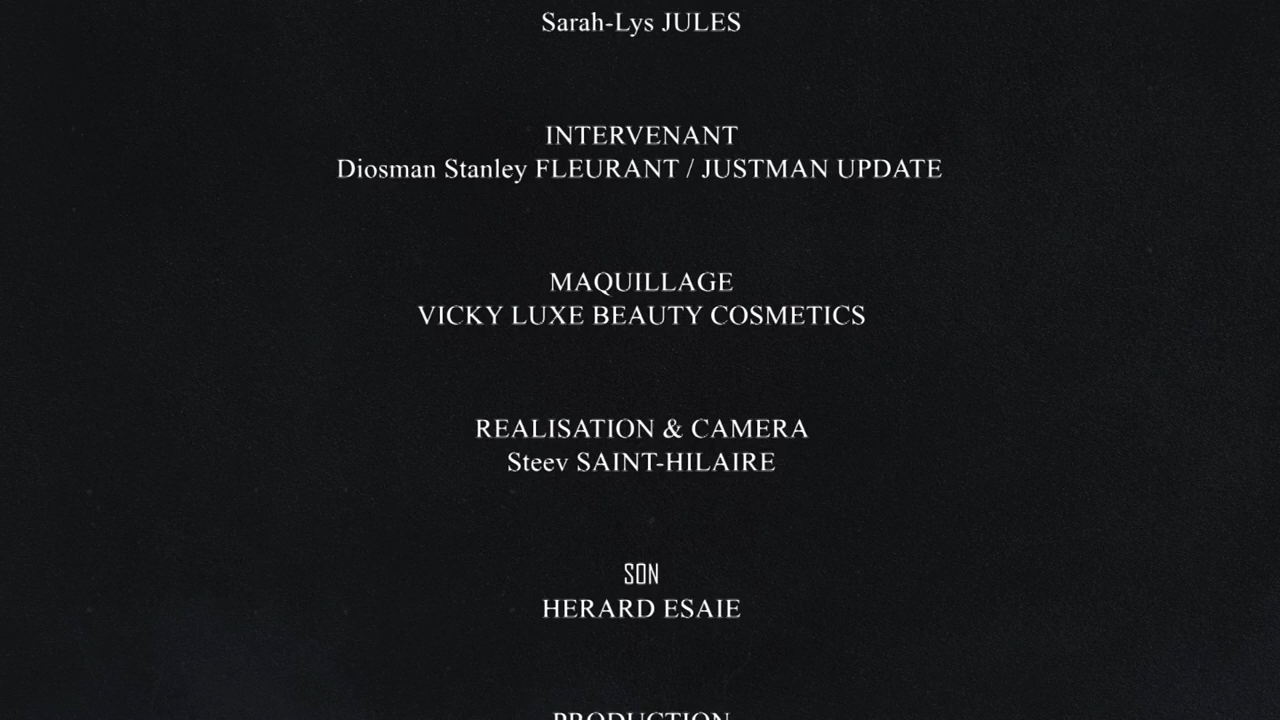 Sarah-Lys JULES
INTERVENANT
Diosman Stanley FLEURANT / JUSTMAN UPDATE
MAQUILLAGE
VICKY LUXE BEAUTY COSMETICS
REALISATION & CAMERA
Steev SAINT-HILAIRE
SON
HERARD ESAIE
PRODUCTION